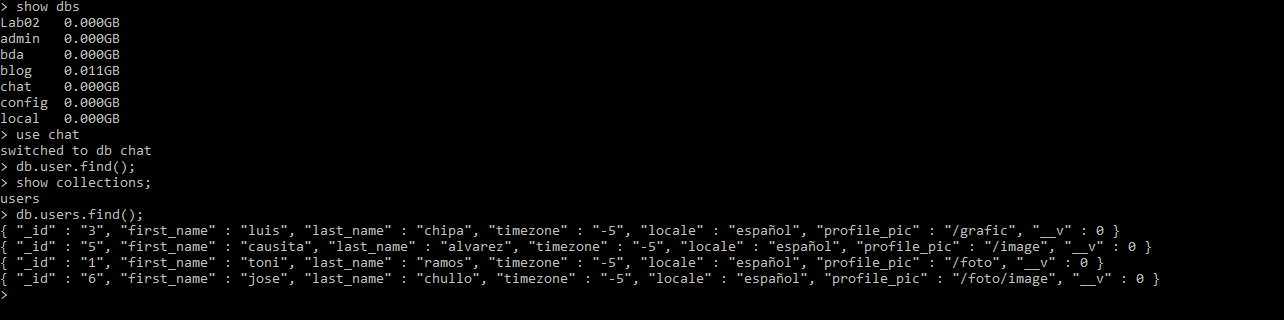 > show dbs
Lab02   0.000GB
admin   0.000GB
bda     0.000GB
blog    0.011GB
chat    0.000GB
config  0.000GB
local   0.000GB
> use chat
switched to db chat
> db.user.find();
> show collections;
users
> db.users.find();
{ "_id" : "3", "first_name" : "luis", "last_name" : "chipa", "timezone" : "-5", "locale" : "español", "profile_pic" : "/grafic", "__v" : 0 }
{ "_id" : "5", "first_name" : "causita", "last_name" : "alvarez", "timezone" : "-5", "locale" : "español", "profile_pic" : "/image", "__v" : 0 }
{ "_id" : "1", "first_name" : "toni", "last_name" : "ramos", "timezone" : "-5", "locale" : "español", "profile_pic" : "/foto", "__v" : 0 }
{ "_id" : "6", "first_name" : "jose", "last_name" : "chullo", "timezone" : "-5", "locale" : "español", "profile_pic" : "/foto/image", "__v" : 0 }
>